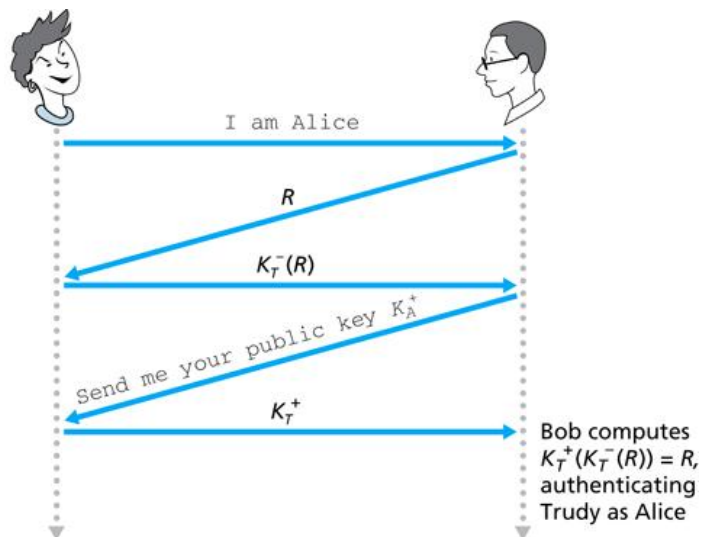 I am Alice
R
K_T^-(R)
Send me your public key K_A^+
K_T^+
Bob computes
K_T^+(K_T^-(R)) = R,
authenticating
Trudy as Alice